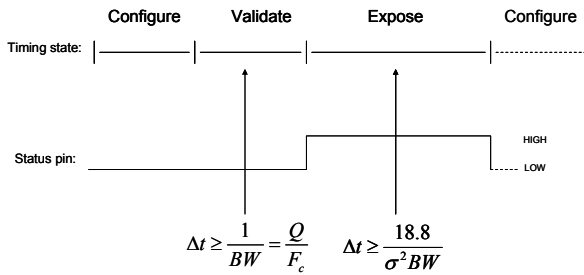 Configure Validate Expose Configure
Timing state:
HIGH
Status pin:
LOW
Δt ≥ 1/BW = Q/F_c Δt ≥ 18.8/σ²BW